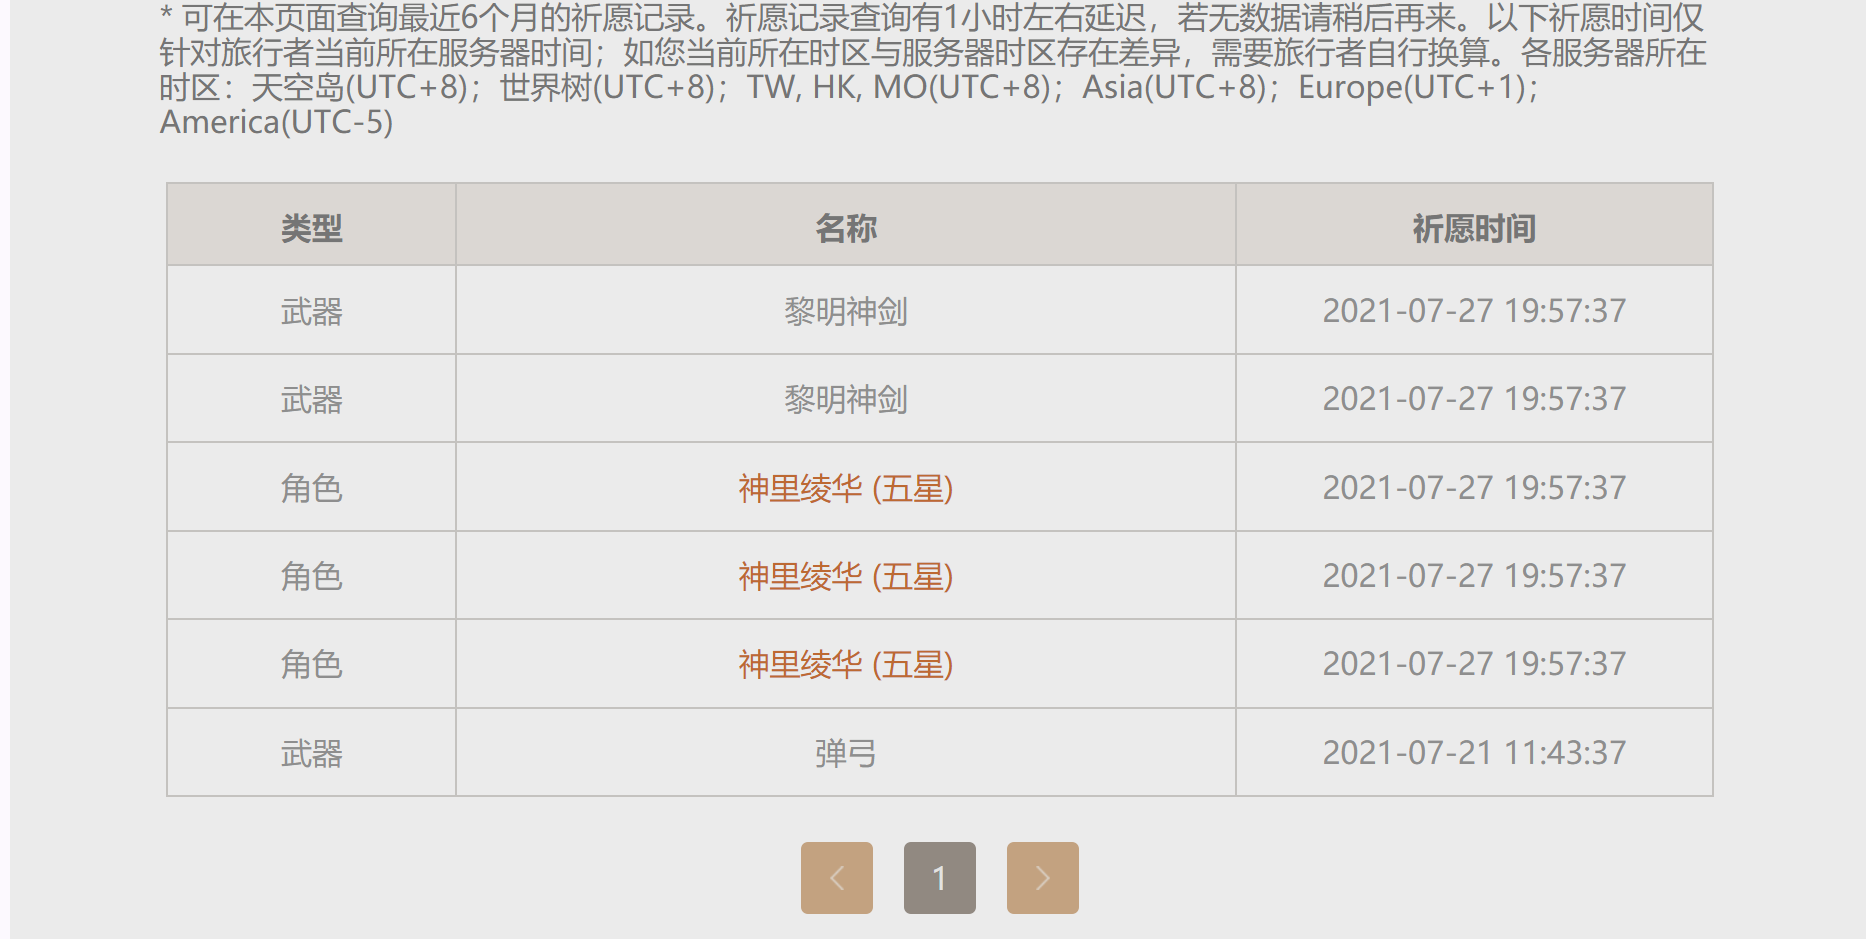 * 可在本页面查询最近6个月的祈愿记录。祈愿记录查询有1小时左右延迟，若无数据请稍后再来。以下祈愿时间仅
针对旅行者当前所在服务器时间；如您当前所在时区与服务器时区存在差异，需要旅行者自行换算。各服务器所在
时区：天空岛(UTC+8)；世界树(UTC+8)；TW, HK, MO(UTC+8)；Asia(UTC+8)；Europe(UTC+1)；
America(UTC-5)
类型 名称 祈愿时间
武器 黎明神剑 2021-07-27 19:57:37
武器 黎明神剑 2021-07-27 19:57:37
角色 神里绫华 (五星) 2021-07-27 19:57:37
角色 神里绫华 (五星) 2021-07-27 19:57:37
角色 神里绫华 (五星) 2021-07-27 19:57:37
武器 弹弓 2021-07-21 11:43:37
1